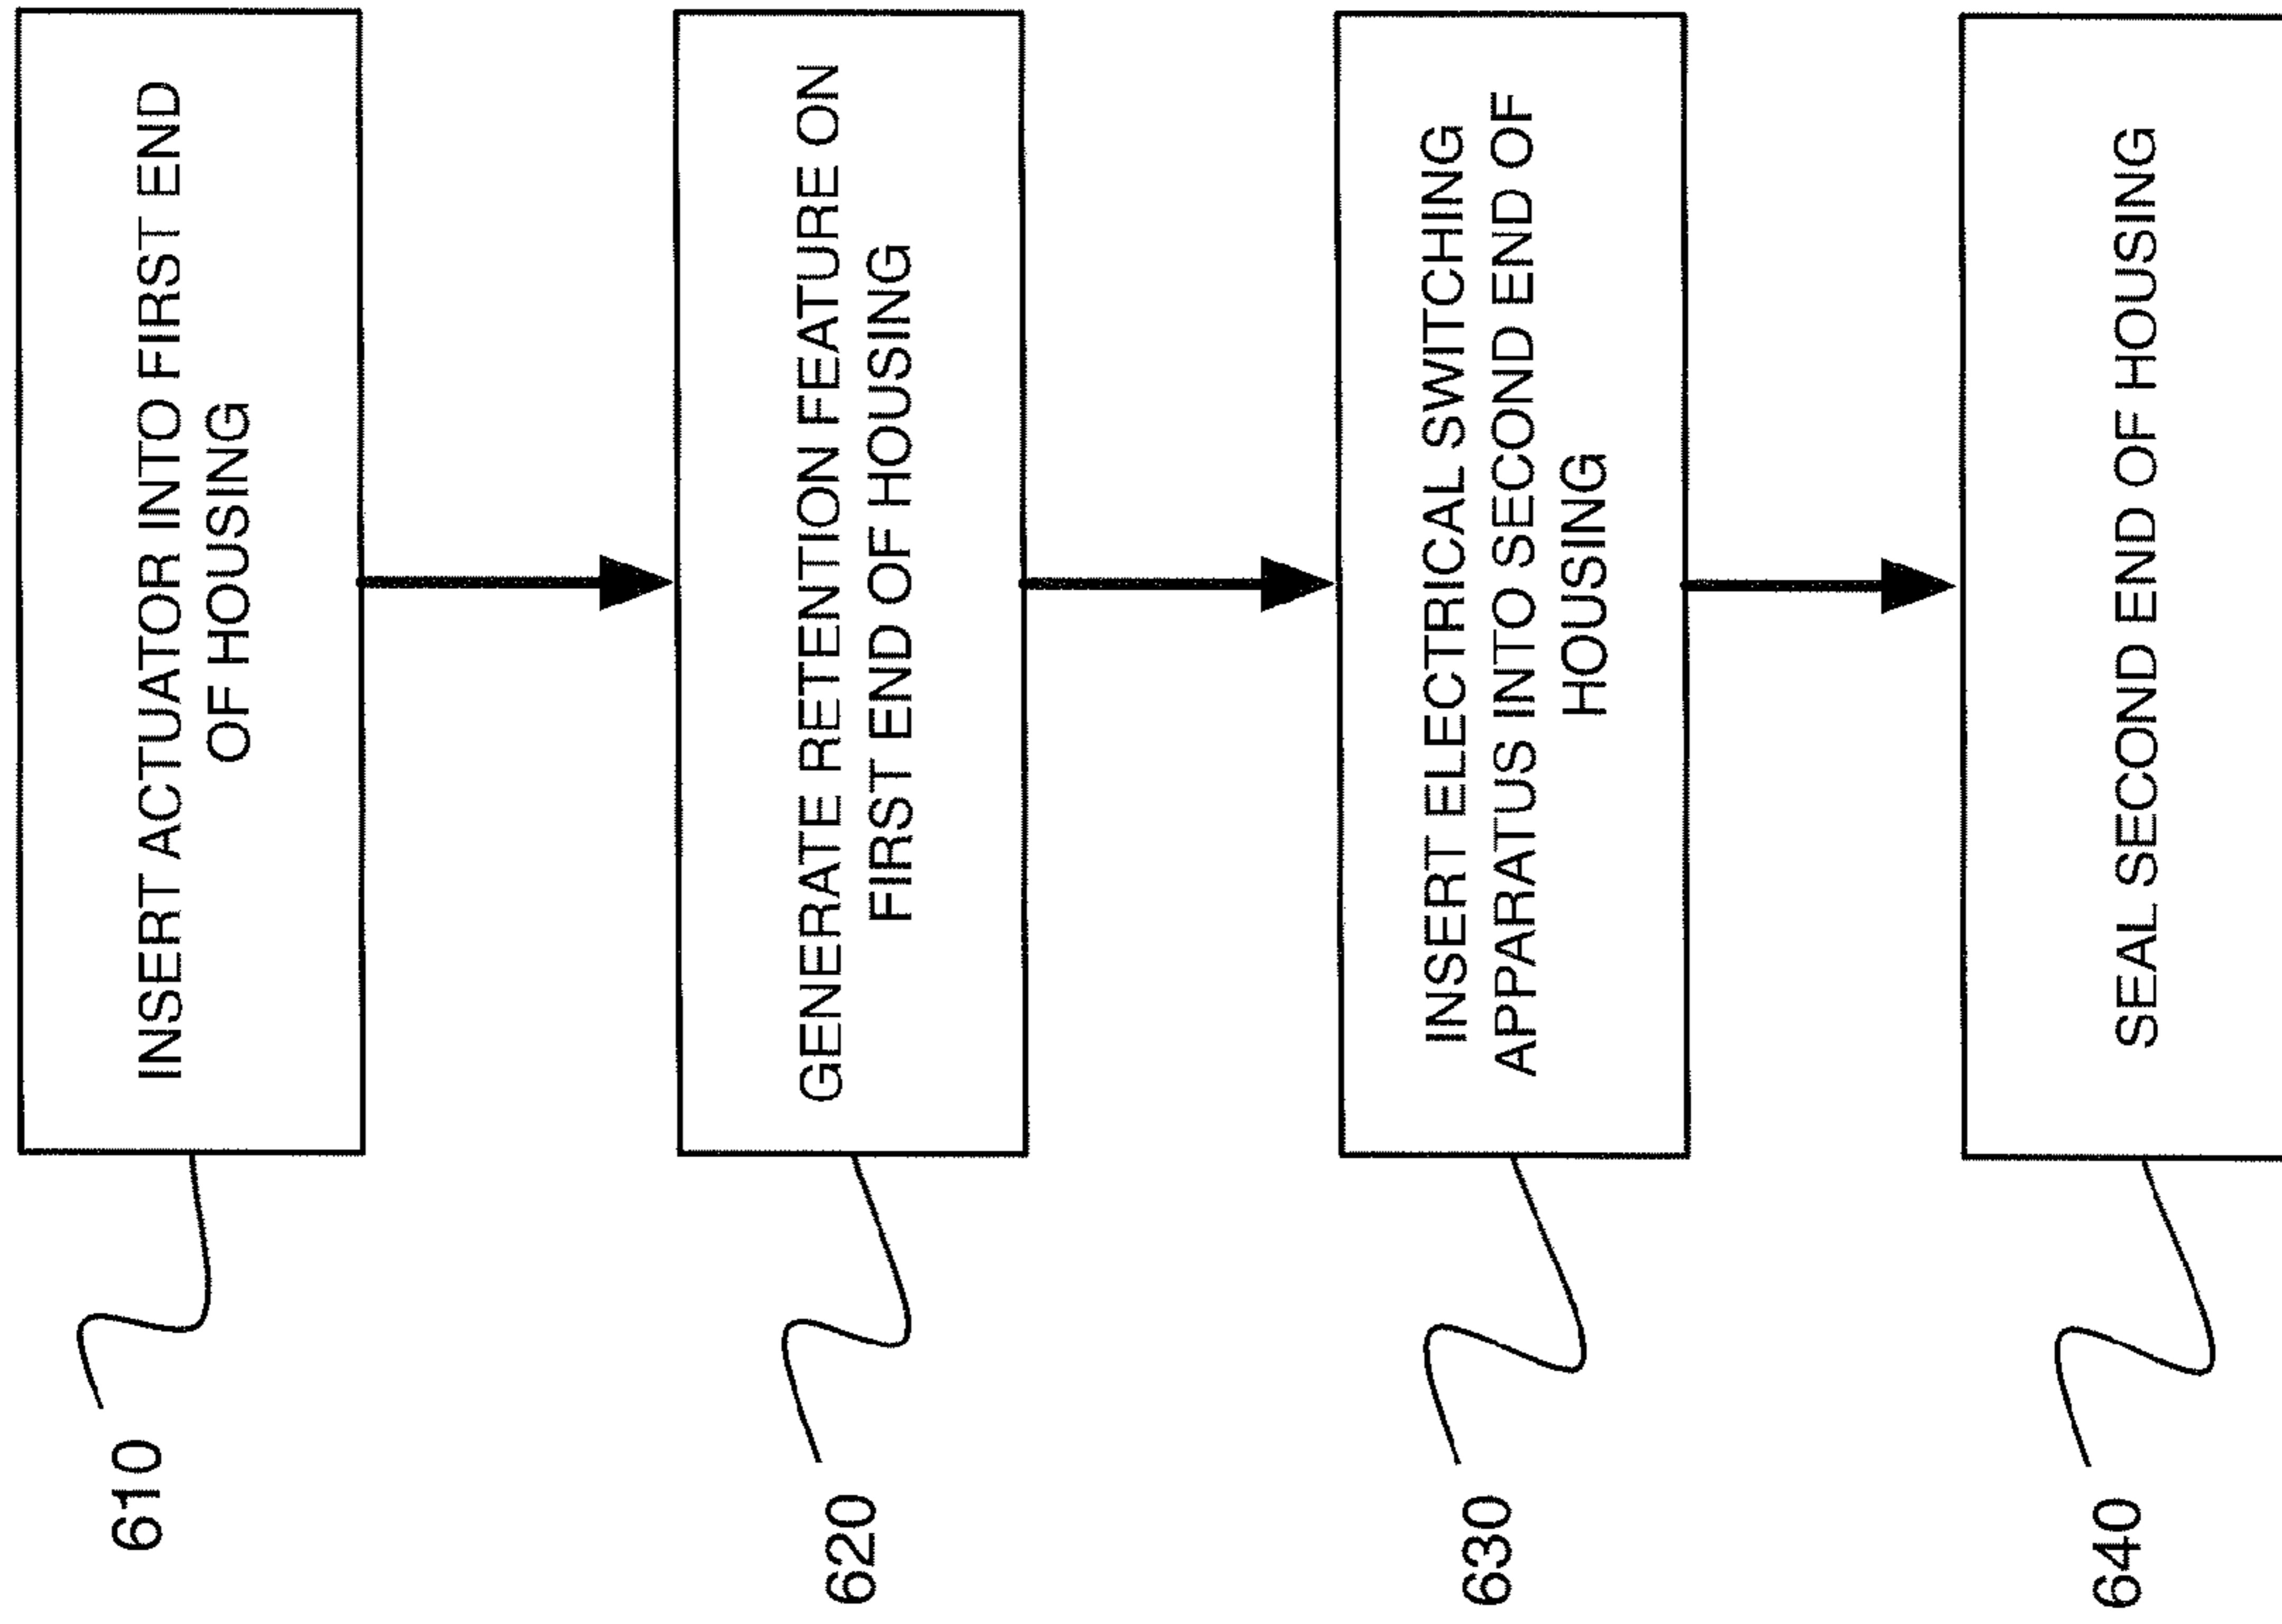 610
INSERT ACTUATOR INTO FIRST END
OF HOUSING
620
GENERATE RETENTION FEATURE ON
FIRST END OF HOUSING
630
INSERT ELECTRICAL SWITCHING
APPARATUS INTO SECOND END OF
HOUSING
640
SEAL SECOND END OF HOUSING